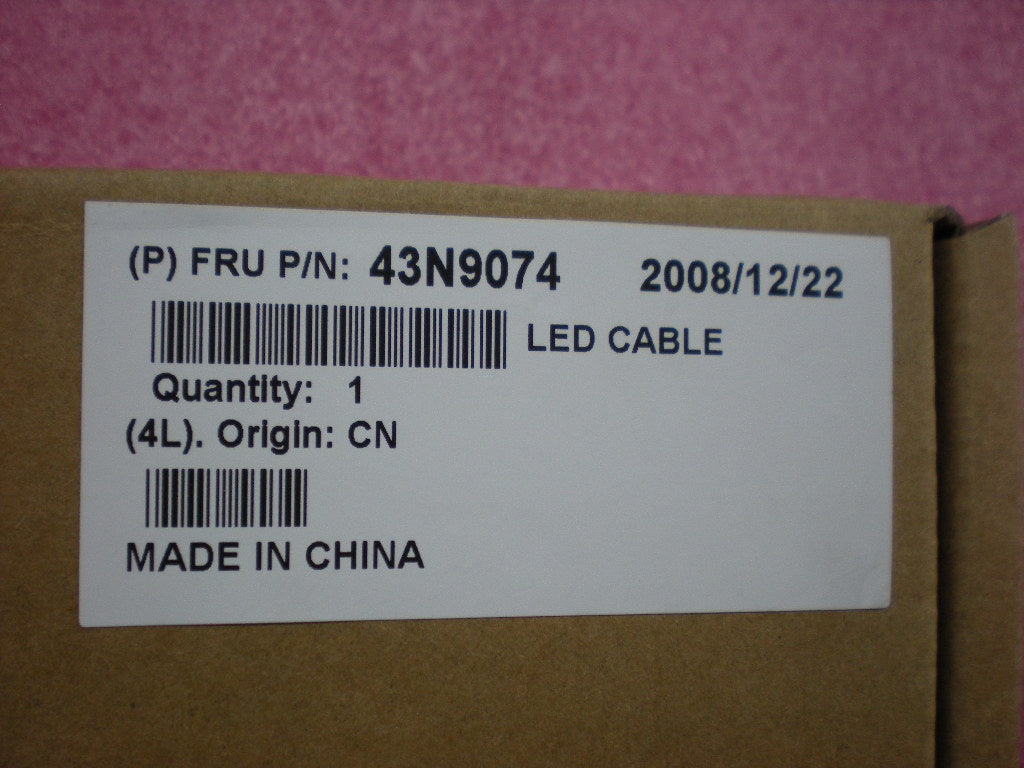 (P) FRU P/N: 43N9074 2008/12/22
LED CABLE
Quantity: 1
(4L). Origin: CN
MADE IN CHINA